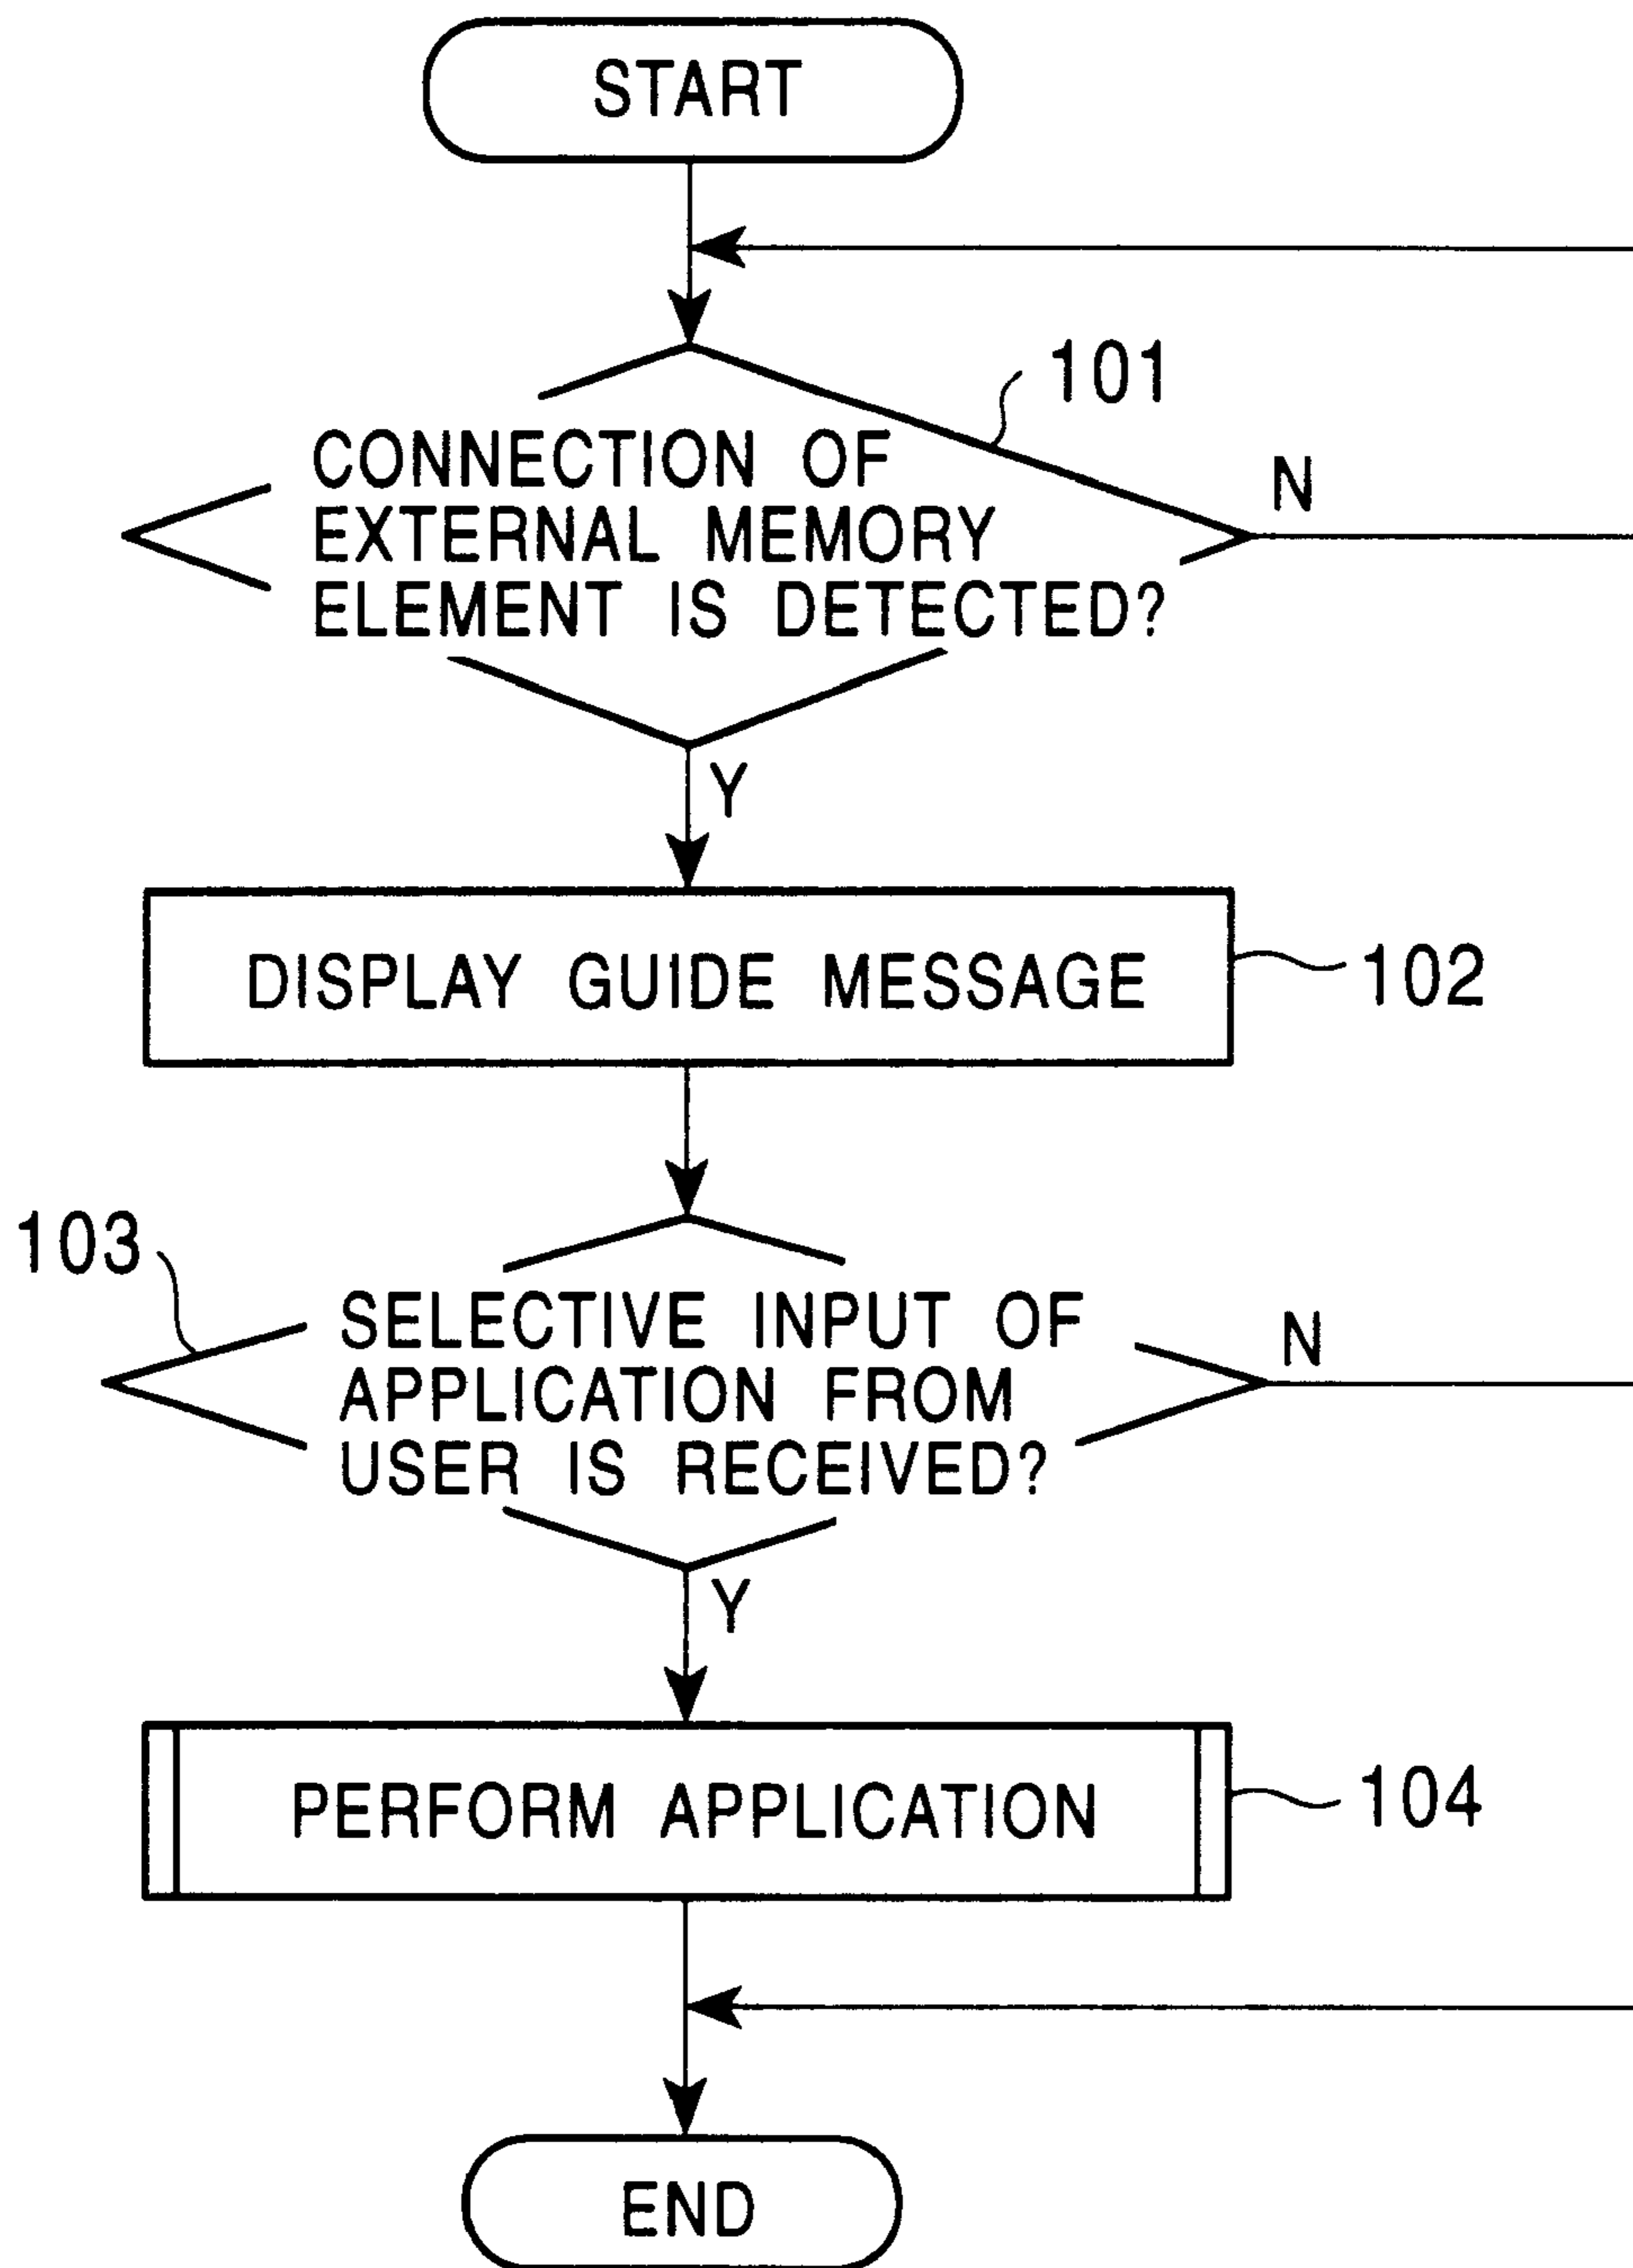 START
101
CONNECTION OF
EXTERNAL MEMORY
ELEMENT IS DETECTED?
N
Y
DISPLAY GUIDE MESSAGE
102
103
SELECTIVE INPUT OF
APPLICATION FROM
USER IS RECEIVED?
N
Y
PERFORM APPLICATION
104
END